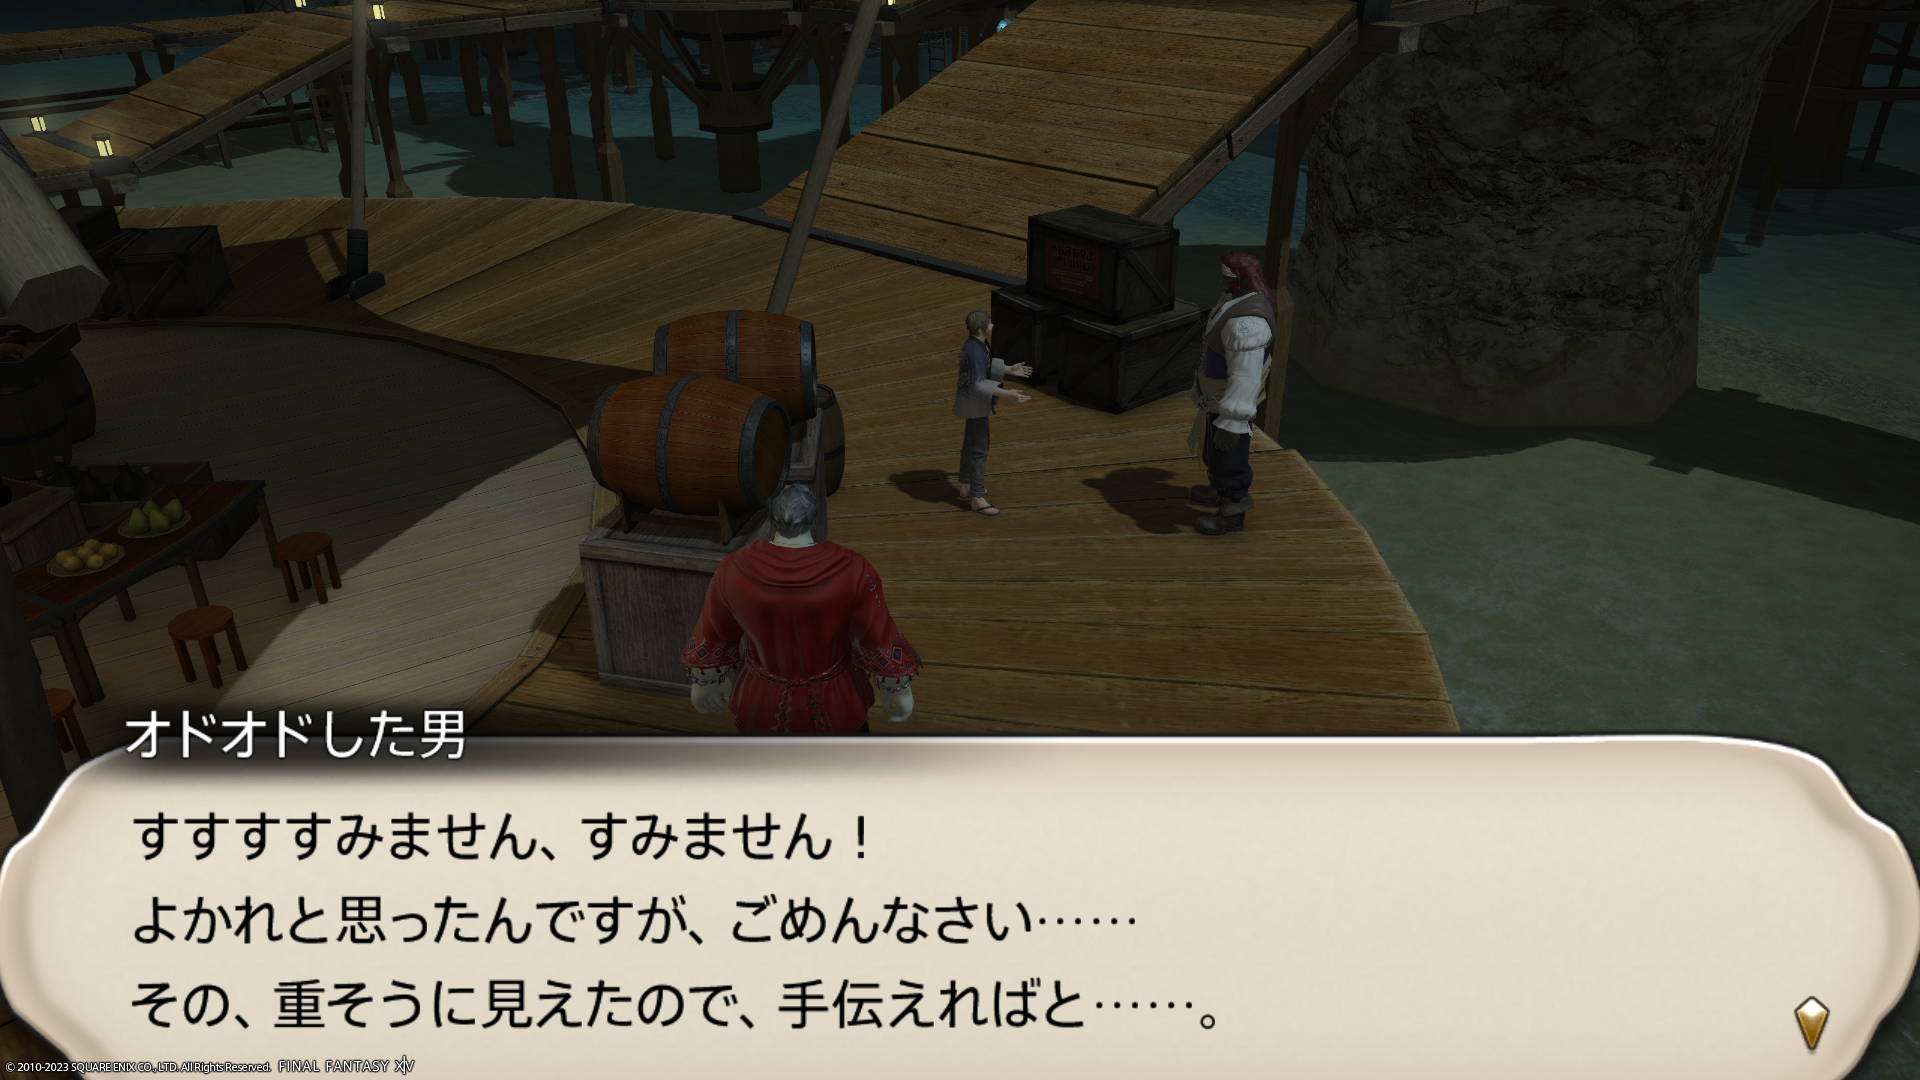 オドオドした男
すすすすみません、すみません！
よかれと思ったんですが、ごめんなさい……
その、重そうに見えたので、手伝えればと……。
© 2010-2023 SQUARE ENIX CO., LTD. All Rights Reserved. FINAL FANTASY XIV